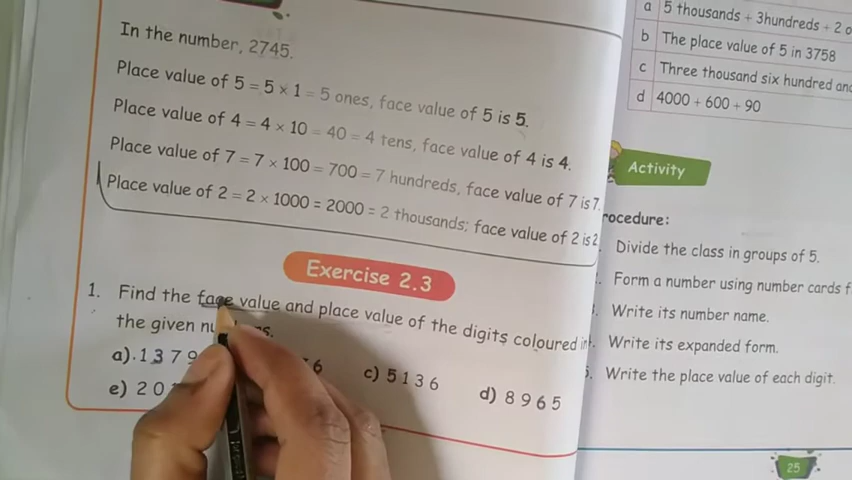 In the number, 2745.
Place value of 5 = 5 × 1 = 5 ones, face value of 5 is 5.
Place value of 4 = 4 × 10 = 40 = 4 tens, face value of 4 is 4.
Place value of 7 = 7 × 100 = 700 = 7 hundreds, face value of 7 is 7.
Place value of 2 = 2 × 1000 = 2000 = 2 thousands; face value of 2 is 2
Exercise 2.3
1. Find the face value and place value of the digits coloured in
the given
a) 1 3 7 9
6
c) 5 1 3 6
d) 8 9 6 5
e) 2 0
a 5 thousands + 3hundreds + 2
b The place value of 5 in 3758
c Three thousand six hundred
d 4000 + 600 + 90
Activity
rocedure:
Divide the class in groups of 5.
Form a number using number cards
Write its number name.
Write its expanded form.
Write the place value of each digit.
25